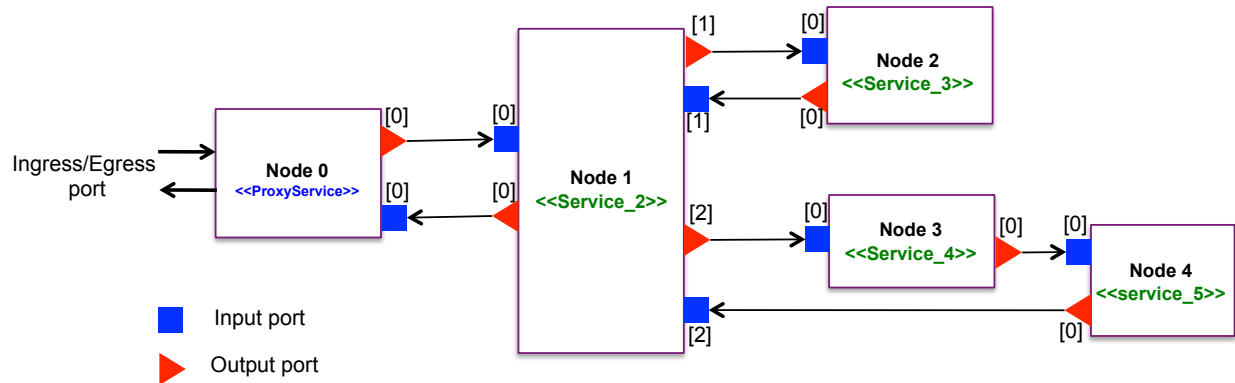 Ingress/Egress
port
Node 0
<<ProxyService>>
[0]
[0]
[0]
[0]
Node 1
<<Service_2>>
[1]
[1]
[2]
[2]
[0]
[0]
Node 2
<<Service_3>>
[0]
Node 3
<<Service_4>>
[0]
[0]
Node 4
<<service_5>>
[0]
Input port
Output port